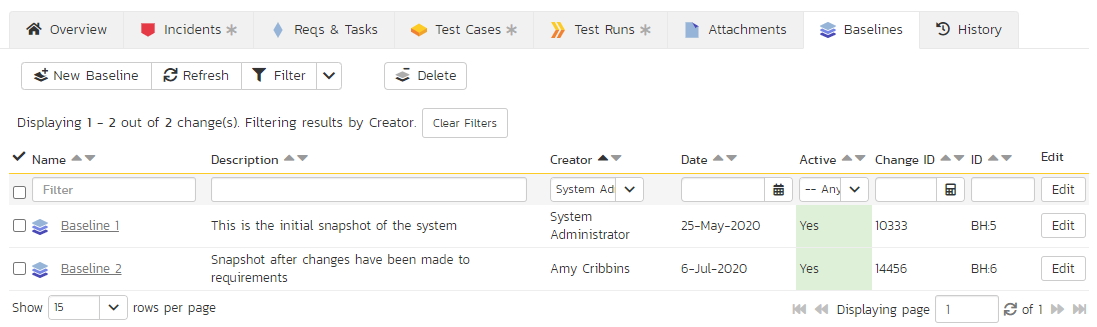 Overview Incidents Reqs & Tasks Test Cases Test Runs Attachments Baselines History
New Baseline Refresh Filter Delete
Displaying 1 - 2 out of 2 change(s). Filtering results by Creator. Clear Filters
Name Description Creator Date Active Change ID ID Edit
Filter System Ad -- Any Edit
Baseline 1 This is the initial snapshot of the system System Administrator 25-May-2020 Yes 10333 BH:5 Edit
Baseline 2 Snapshot after changes have been made to requirements Amy Cribbins 6-Jul-2020 Yes 14456 BH:6 Edit
Show 15 rows per page Displaying page 1 of 1